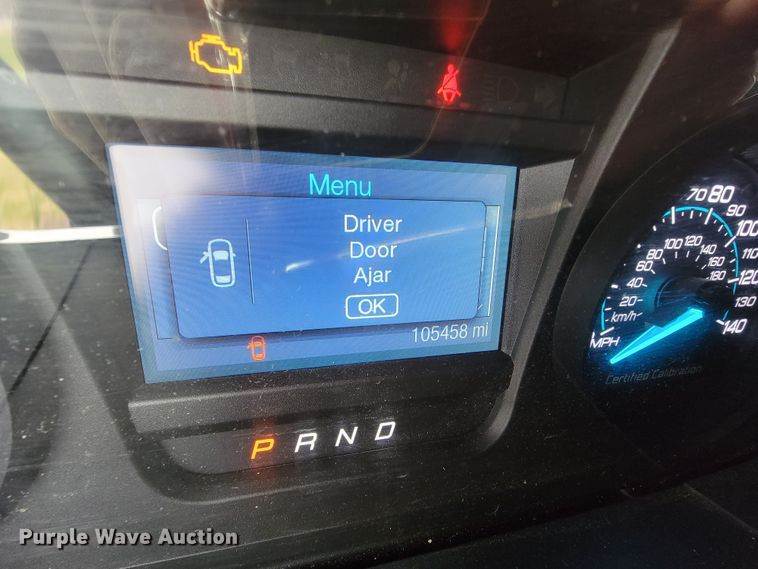 Menu
Driver
Door
Ajar
OK
105458 mi
P R N D
70 80
90
100
110
120
130
140
20
40
60
80
100
120
140
160
180
km/h
MPH
Certified Calibration
Purple Wave Auction